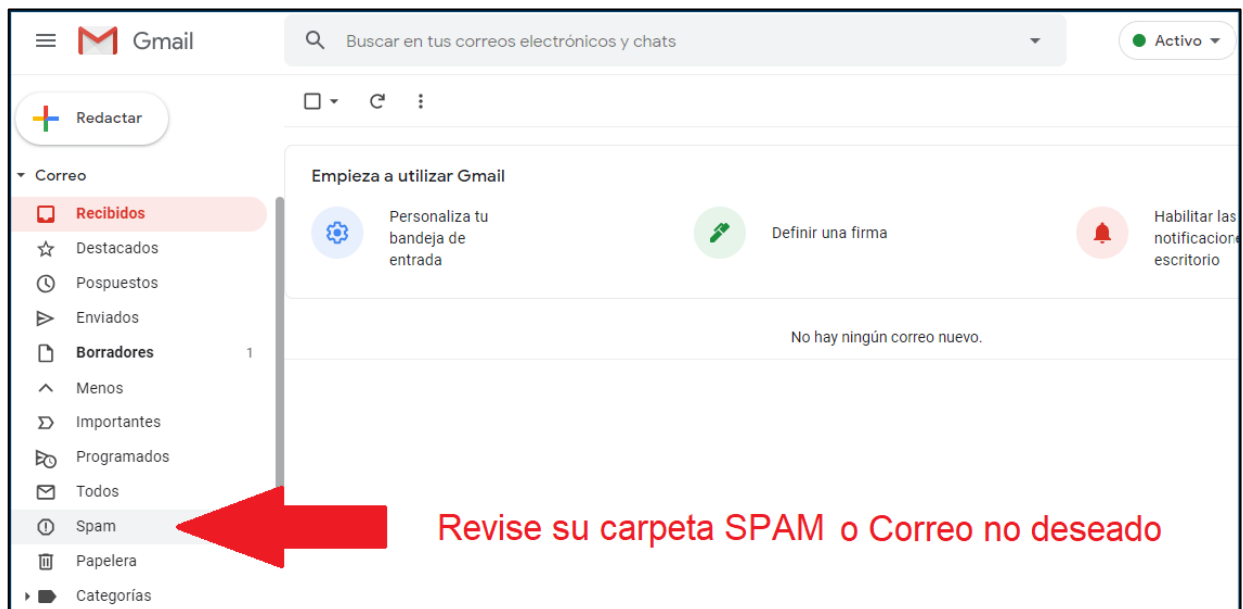 Gmail
Buscar en tus correos electrónicos y chats
Activo
Redactar
Correo
Recibidos
Destacados
Pospuestos
Enviados
Borradores 1
Menos
Importantes
Programados
Todos
Spam
Papelera
Categorías
Empieza a utilizar Gmail
Personaliza tu
bandeja de
entrada
Definir una firma
Habilitar las
notificacione
escritorio
No hay ningún correo nuevo.
Revise su carpeta SPAM o Correo no deseado